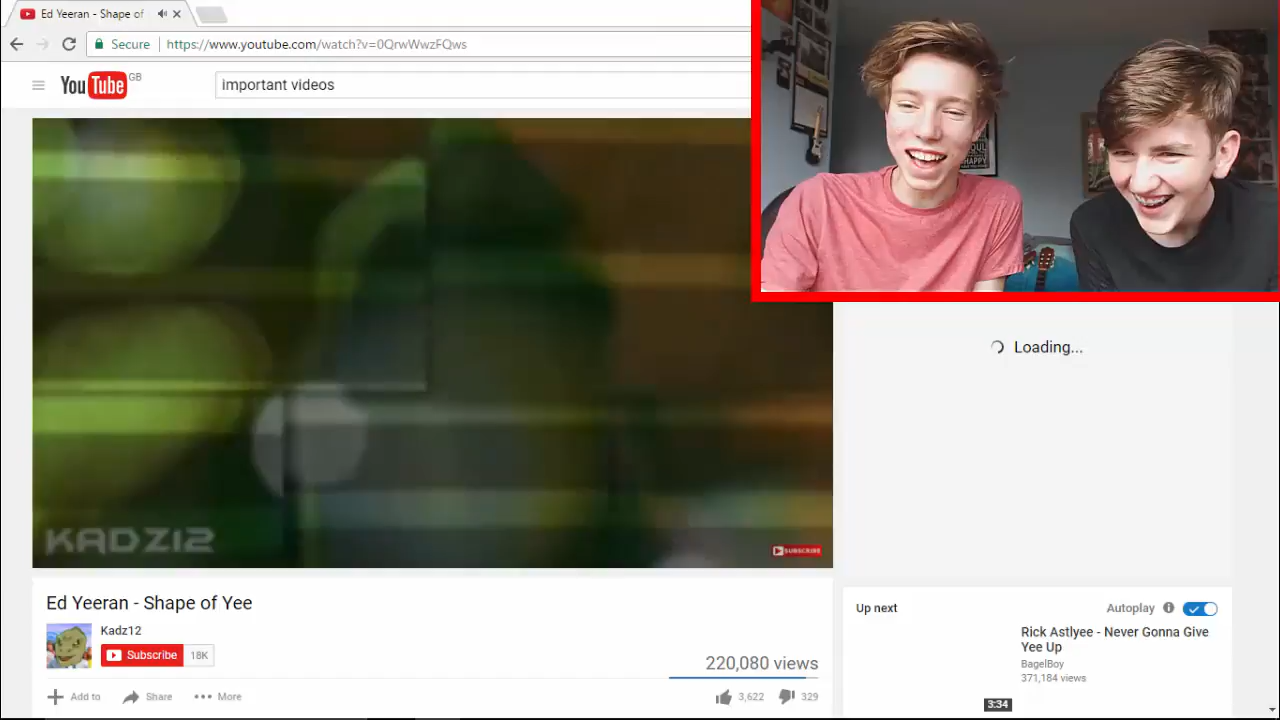 Ed Yeeran - Shape of
Secure
https://www.youtube.com/watch?v=0QrwWwzFQws
YouTube GB
important videos
SOUL
HAPPY
Loading...
KADZ12
SUBSCRIBE
Ed Yeeran - Shape of Yee
Kadz12
Subscribe 18K
220,080 views
Add to Share More
3,622 329
Up next
Autoplay
Rick Astlyee - Never Gonna Give
Yee Up
BagelBoy
371,184 views
3:34